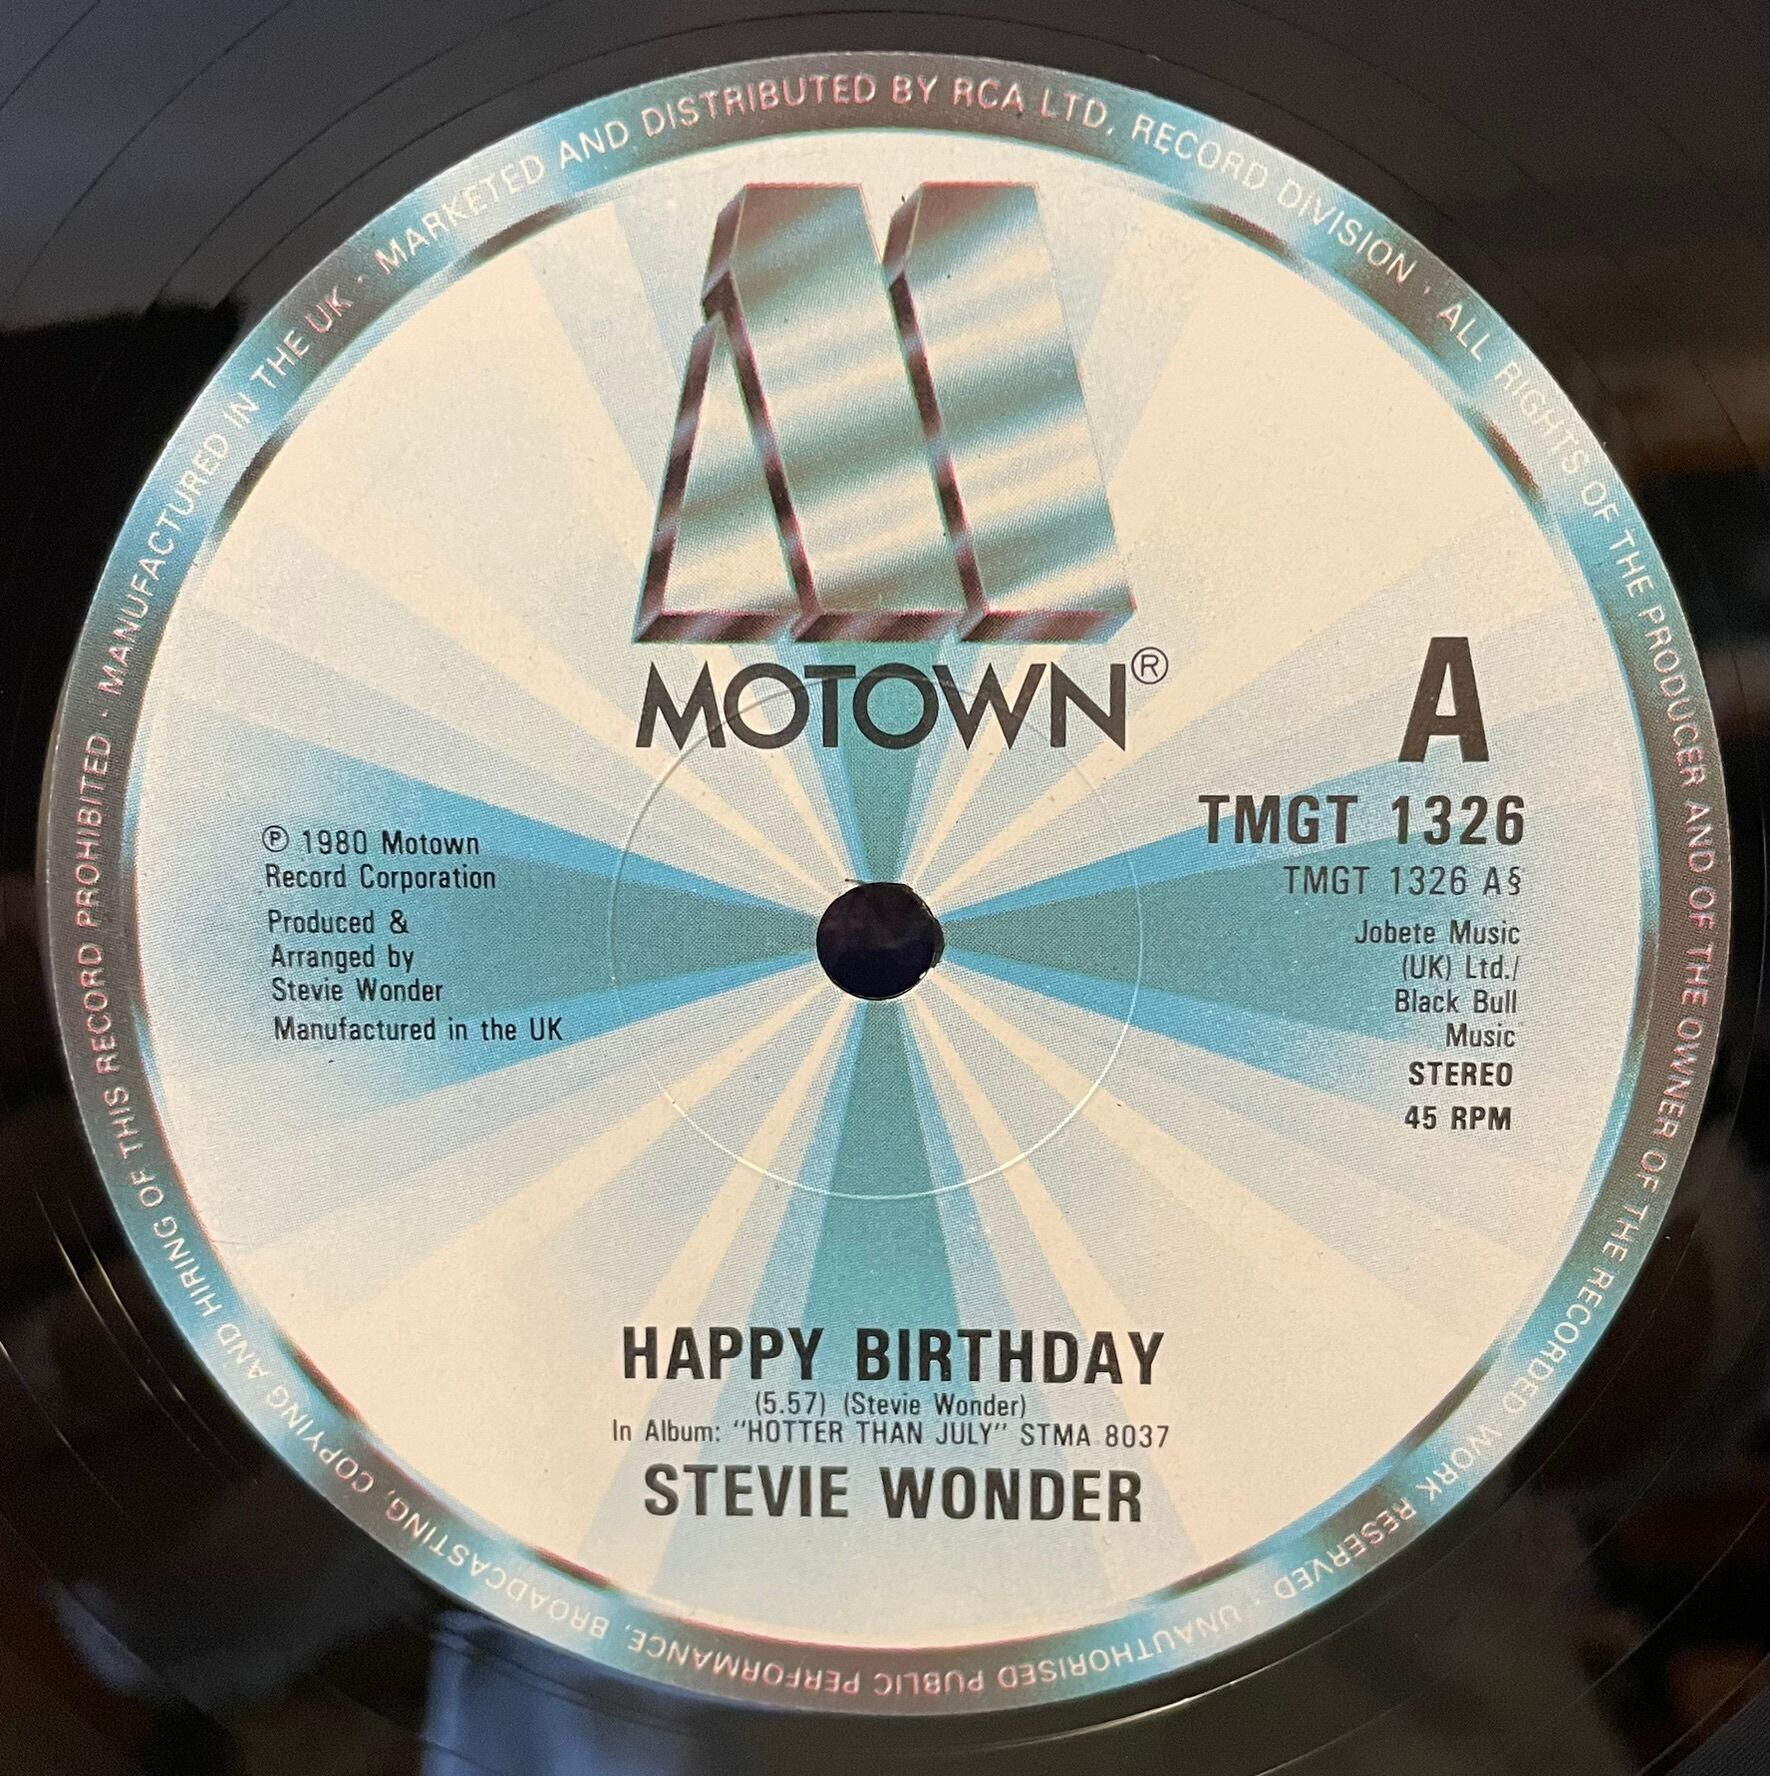 MANUFACTURED IN THE UK · MARKETED AND DISTRIBUTED BY RCA LTD, RECORD DIVISION · ALL RIGHTS OF THE PRODUCER AND OF THE OWNER OF THE RECORDED WORK RESERVED · UNAUTHORISED PUBLIC PERFORMANCE, BROADCASTING, COPYING AND HIRING OF THIS RECORD PROHIBITED ·
MOTOWN®
A
TMGT 1326
TMGT 1326 A§
℗ 1980 Motown
Record Corporation
Produced &
Arranged by
Stevie Wonder
Manufactured in the UK
Jobete Music
(UK) Ltd./
Black Bull
Music
STEREO
45 RPM
HAPPY BIRTHDAY
(5.57) (Stevie Wonder)
In Album: "HOTTER THAN JULY" STMA 8037
STEVIE WONDER